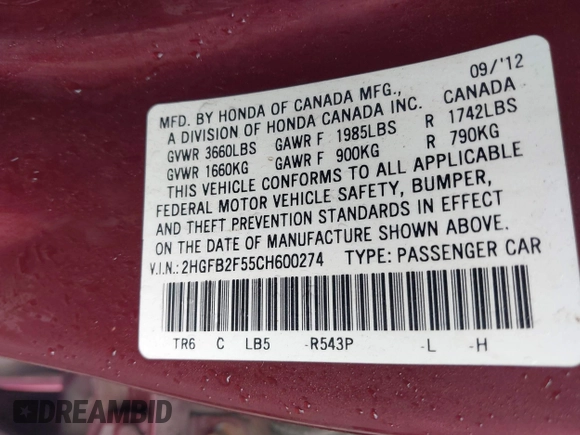 09/'12
MFD. BY HONDA OF CANADA MFG., CANADA
A DIVISION OF HONDA CANADA INC.
GVWR 3660LBS GAWR F 1985LBS R 1742LBS
GVWR 1660KG GAWR F 900KG R 790KG
THIS VEHICLE CONFORMS TO ALL APPLICABLE
FEDERAL MOTOR VEHICLE SAFETY, BUMPER,
AND THEFT PREVENTION STANDARDS IN EFFECT
ON THE DATE OF MANUFACTURE SHOWN ABOVE.
V.I.N.: 2HGFB2F55CH600274 TYPE: PASSENGER CAR
TR6 C LB5 -R543P -L -H
DREAMBID